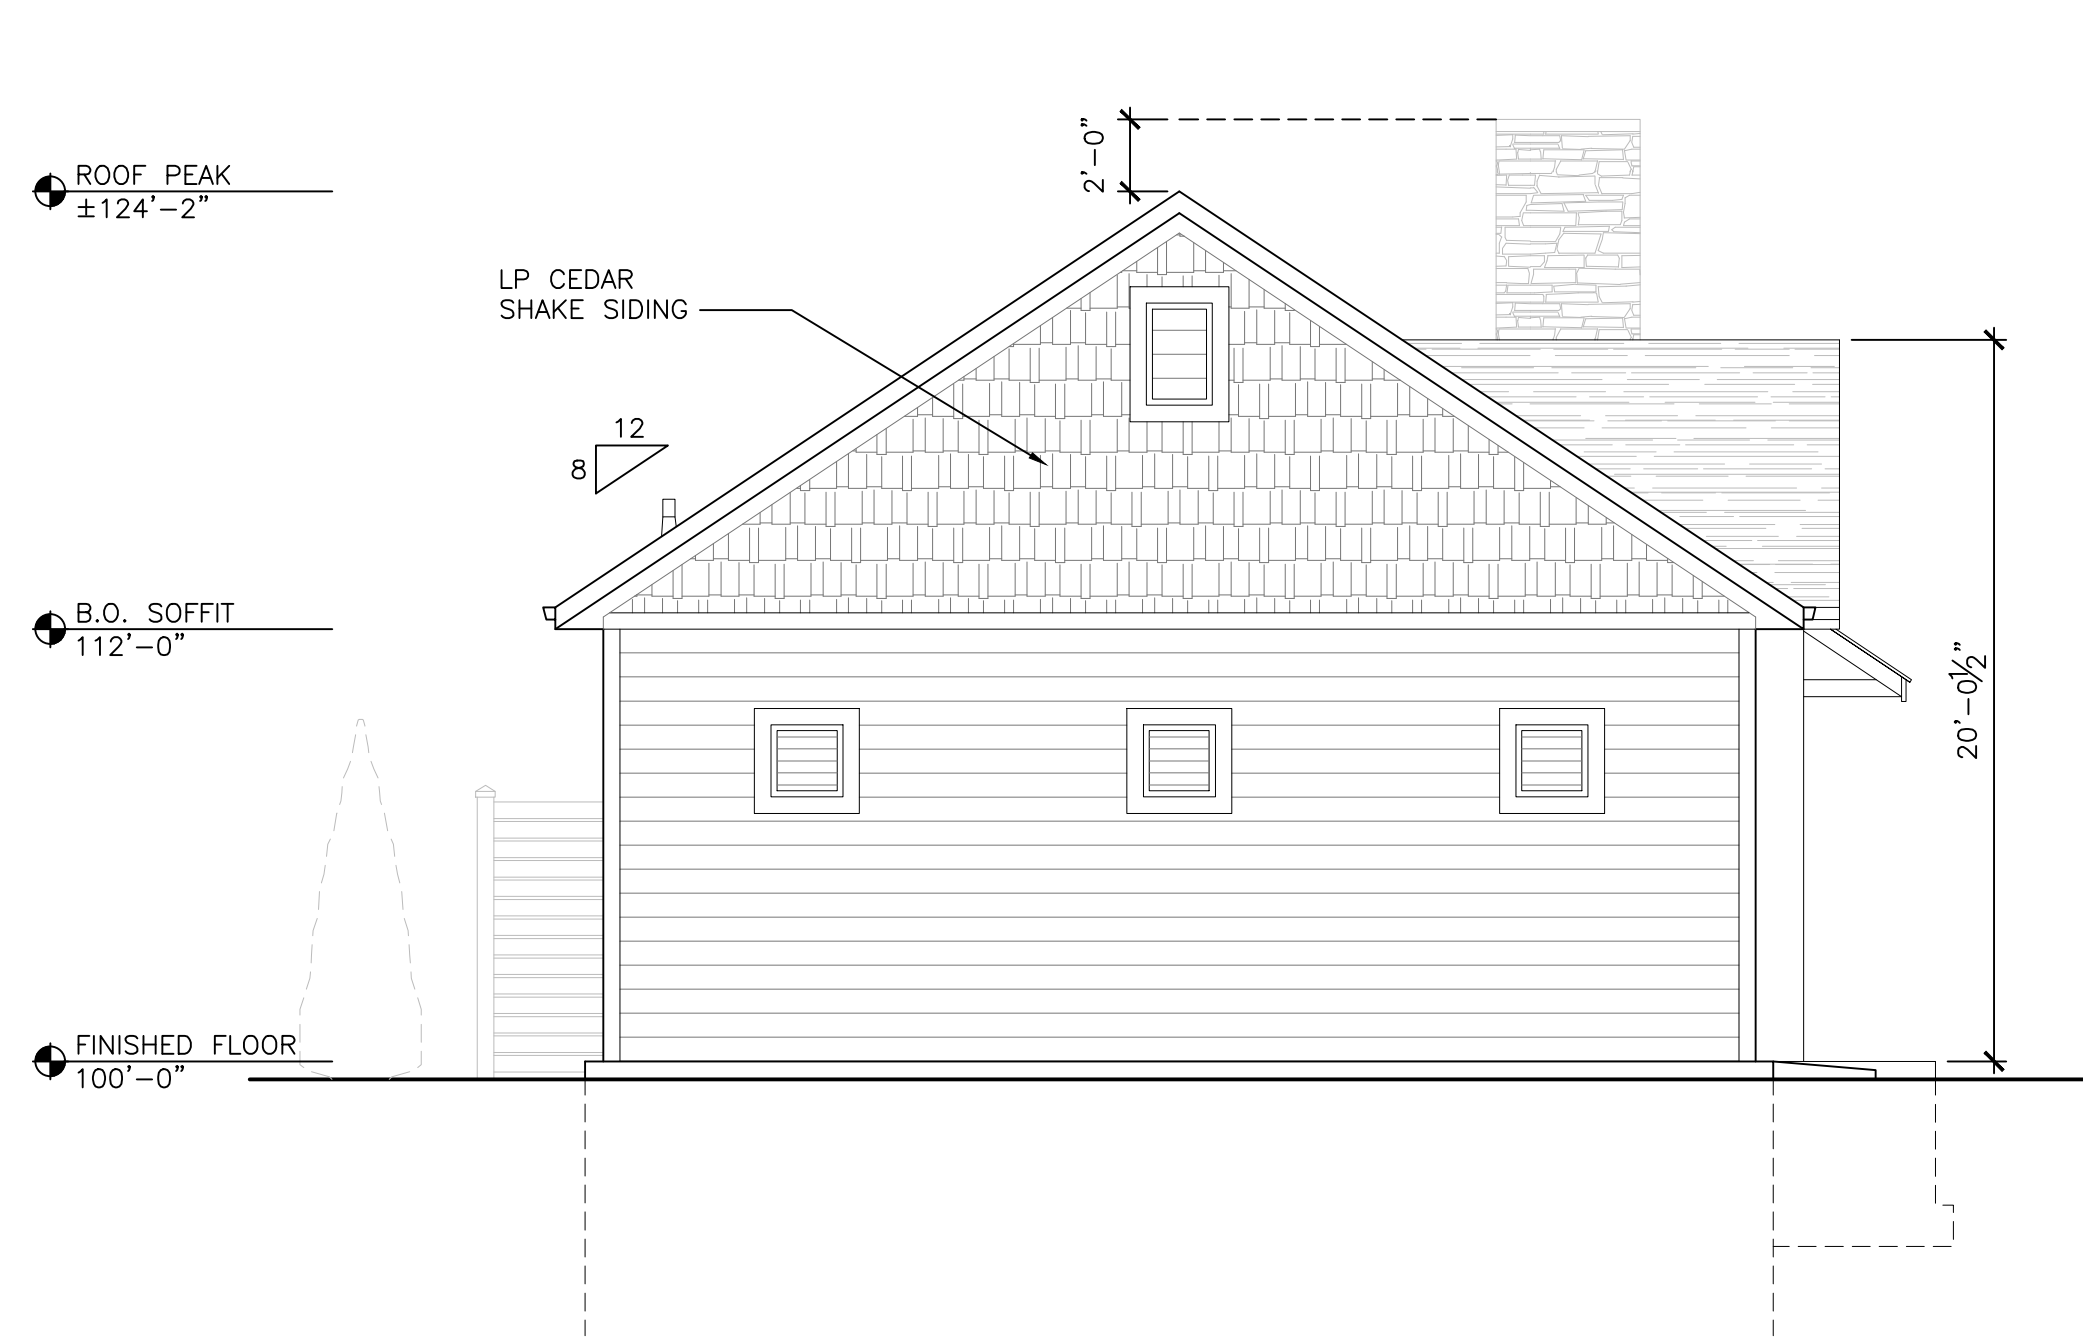 2'-0"
ROOF PEAK
±124'-2"
LP CEDAR
SHAKE SIDING
12
8
B.O. SOFFIT
112'-0"
20'-0½"
FINISHED FLOOR
100'-0"